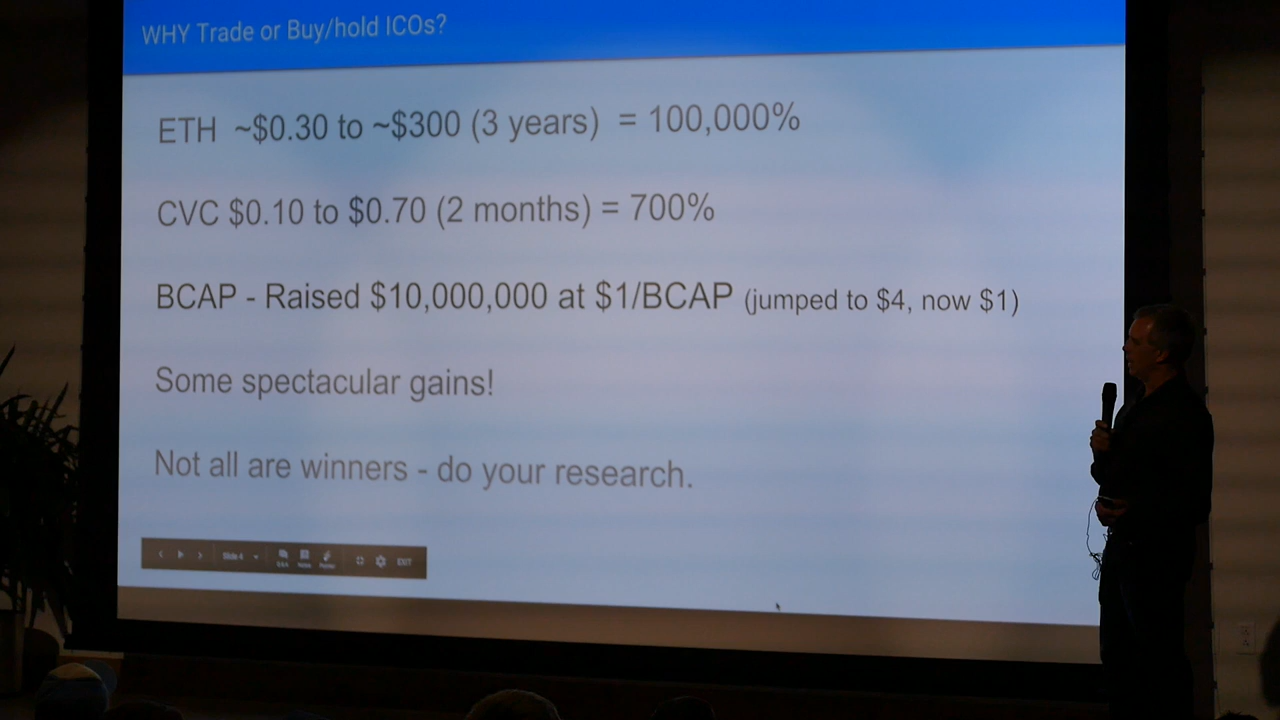 WHY Trade or Buy/hold ICOs?
ETH ~$0.30 to ~$300 (3 years) = 100,000%
CVC $0.10 to $0.70 (2 months) = 700%
BCAP - Raised $10,000,000 at $1/BCAP (jumped to $4, now $1)
Some spectacular gains!
Not all are winners - do your research.
Slide 4
Q&A Notes Pointer
EXIT